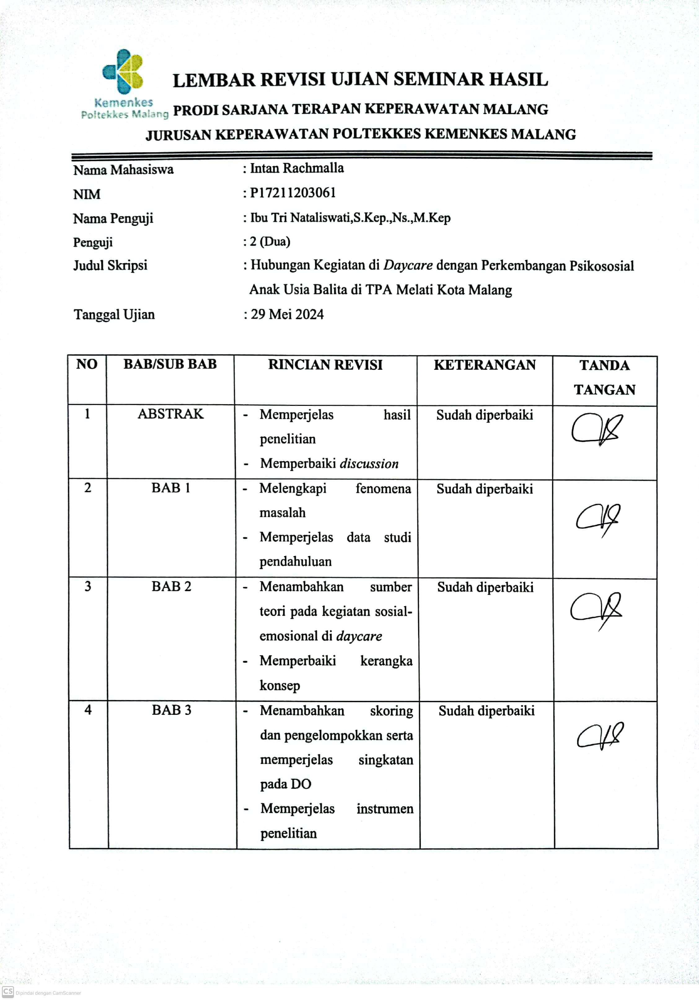 Kemenkes
Poltekkes Malang
LEMBAR REVISI UJIAN SEMINAR HASIL
PRODI SARJANA TERAPAN KEPERAWATAN MALANG
JURUSAN KEPERAWATAN POLTEKKES KEMENKES MALANG
Nama Mahasiswa : Intan Rachmalla
NIM : P17211203061
Nama Penguji : Ibu Tri Nataliswati,S.Kep.,Ns.,M.Kep
Penguji : 2 (Dua)
Judul Skripsi : Hubungan Kegiatan di Daycare dengan Perkembangan Psikososial
Anak Usia Balita di TPA Melati Kota Malang
Tanggal Ujian : 29 Mei 2024
NO BAB/SUB BAB RINCIAN REVISI KETERANGAN TANDA
TANGAN
1 ABSTRAK - Memperjelas hasil Sudah diperbaiki
penelitian
- Memperbaiki discussion
2 BAB 1 - Melengkapi fenomena Sudah diperbaiki
masalah
- Memperjelas data studi
pendahuluan
3 BAB 2 - Menambahkan sumber Sudah diperbaiki
teori pada kegiatan sosial-
emosional di daycare
- Memperbaiki kerangka
konsep
4 BAB 3 - Menambahkan skoring Sudah diperbaiki
dan pengelompokkan serta
memperjelas singkatan
pada DO
- Memperjelas instrumen
penelitian
CS Dipindai dengan CamScanner